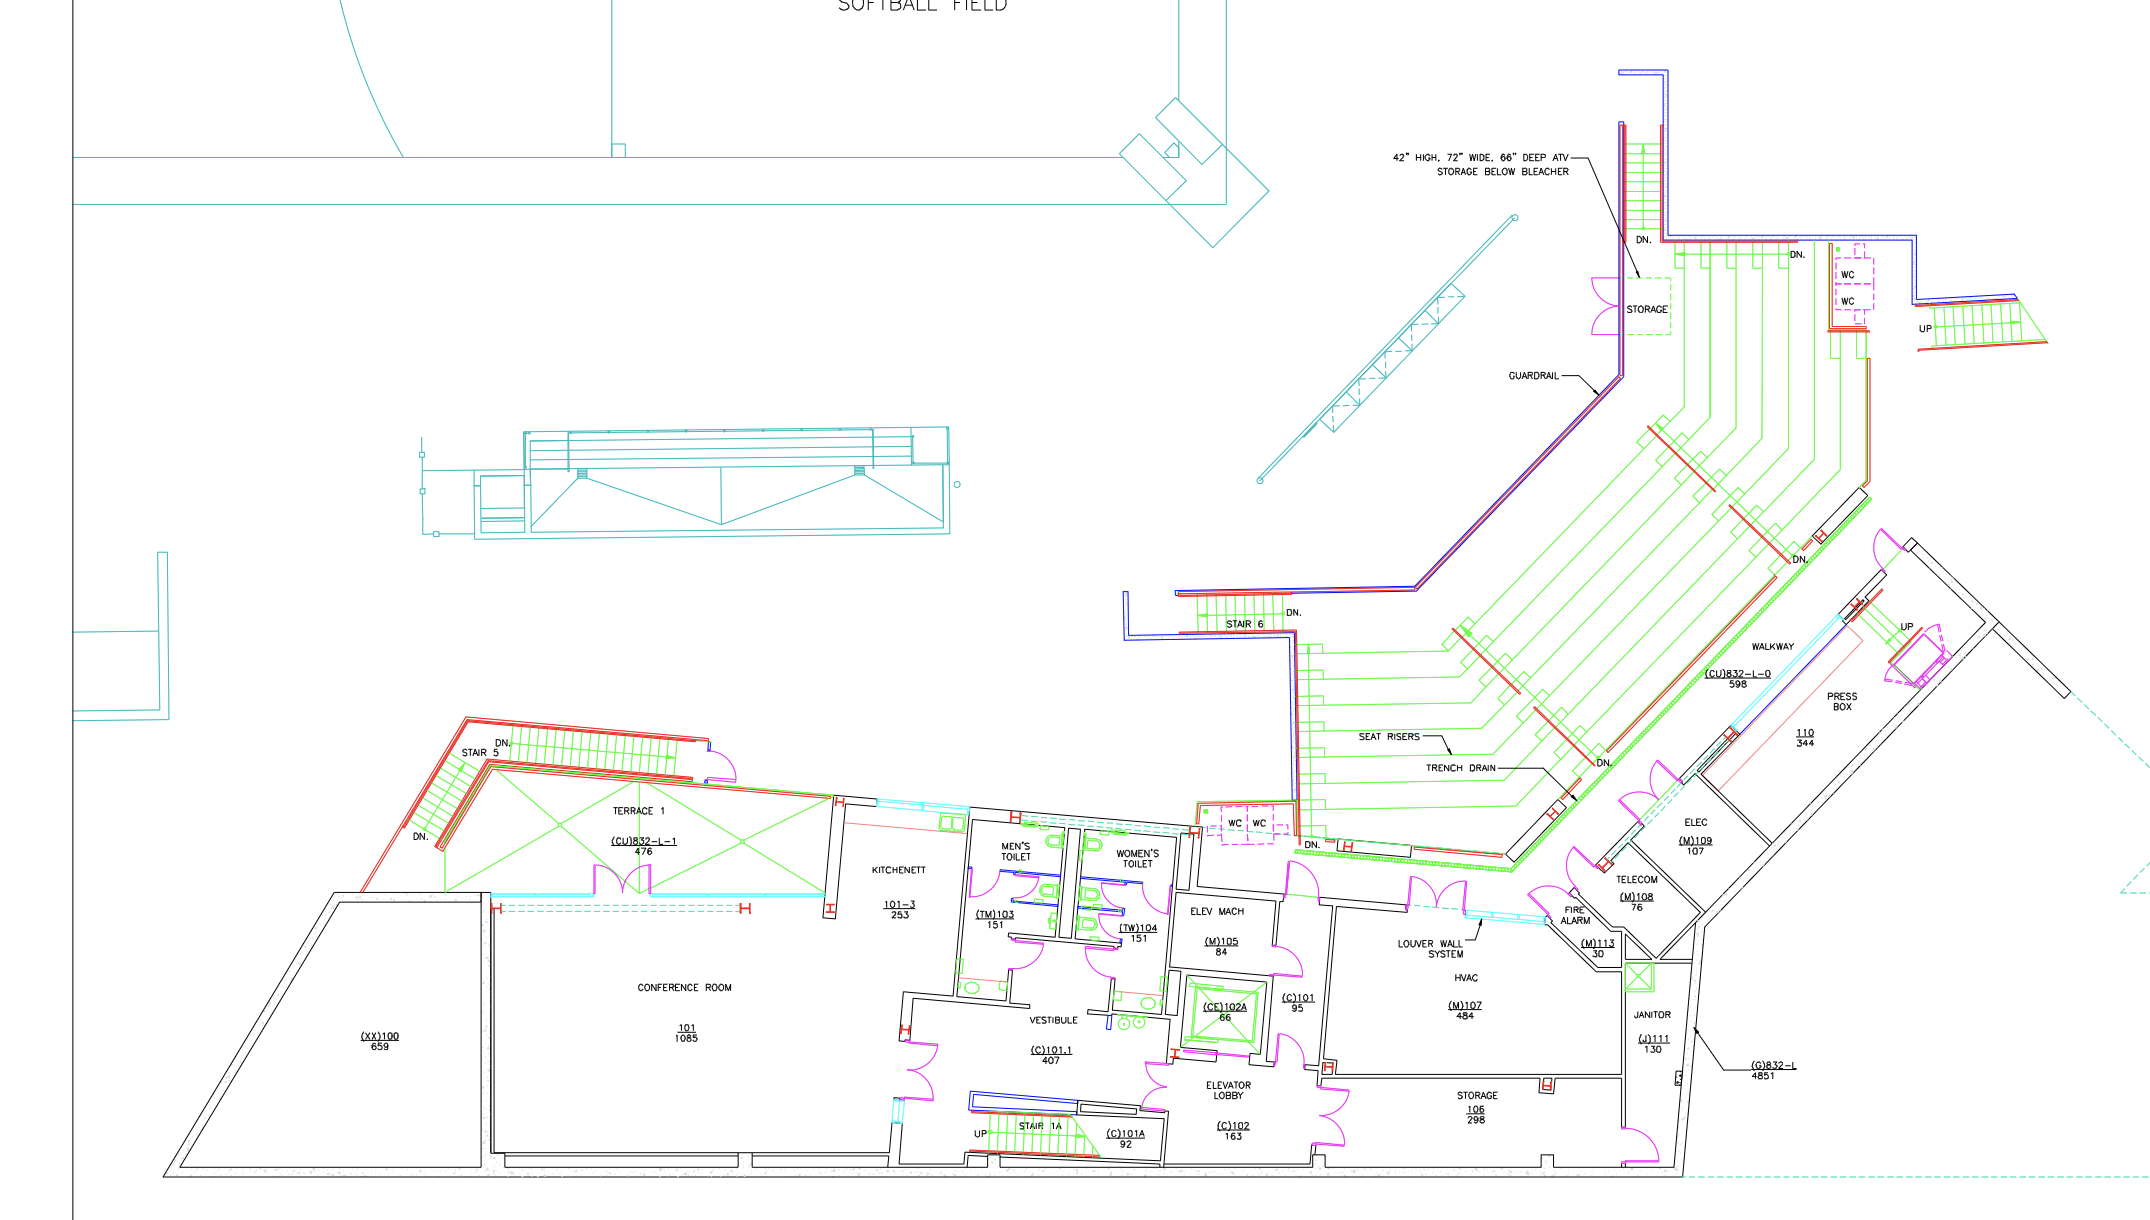 SOFTBALL FIELD
42" HIGH, 72" WIDE, 66" DEEP ATV
STORAGE BELOW BLEACHER
DN.
DN.
WC
WC
STORAGE
UP
GUARDRAIL
DN.
DN.
STAIR 6
UP
WALKWAY
(CU)832-L-0
598
PRESS
BOX
110
344
SEAT RISERS
TRENCH DRAIN
DN.
DN.
STAIR 5
DN.
TERRACE 1
(CU)832-L-1
476
WC
WC
DN.
ELEC
(M)109
107
MEN'S
TOILET
WOMEN'S
TOILET
KITCHENETT
101-3
253
(TM)103
151
(TW)104
151
ELEV MACH
(M)105
84
TELECOM
(M)108
76
FIRE
ALARM
(M)113
30
LOUVER WALL
SYSTEM
HVAC
(M)107
484
CONFERENCE ROOM
101
1085
(XX)100
659
VESTIBULE
(C)101.1
407
(CE)102A
66
(C)101
95
JANITOR
(J)111
130
(G)832-L
4851
ELEVATOR
LOBBY
(C)102
163
STORAGE
106
298
UP
STAIR 1A
(C)101A
92